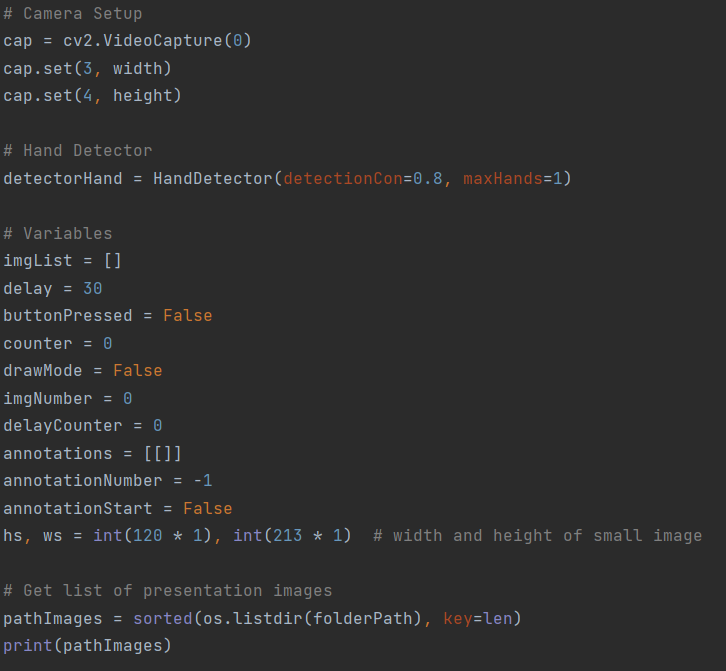 # Camera Setup
cap = cv2.VideoCapture(0)
cap.set(3, width)
cap.set(4, height)
# Hand Detector
detectorHand = HandDetector(detectionCon=0.8, maxHands=1)
# Variables
imgList = []
delay = 30
buttonPressed = False
counter = 0
drawMode = False
imgNumber = 0
delayCounter = 0
annotations = [[]]
annotationNumber = -1
annotationStart = False
hs, ws = int(120 * 1), int(213 * 1)  # width and height of small image
# Get list of presentation images
pathImages = sorted(os.listdir(folderPath), key=len)
print(pathImages)